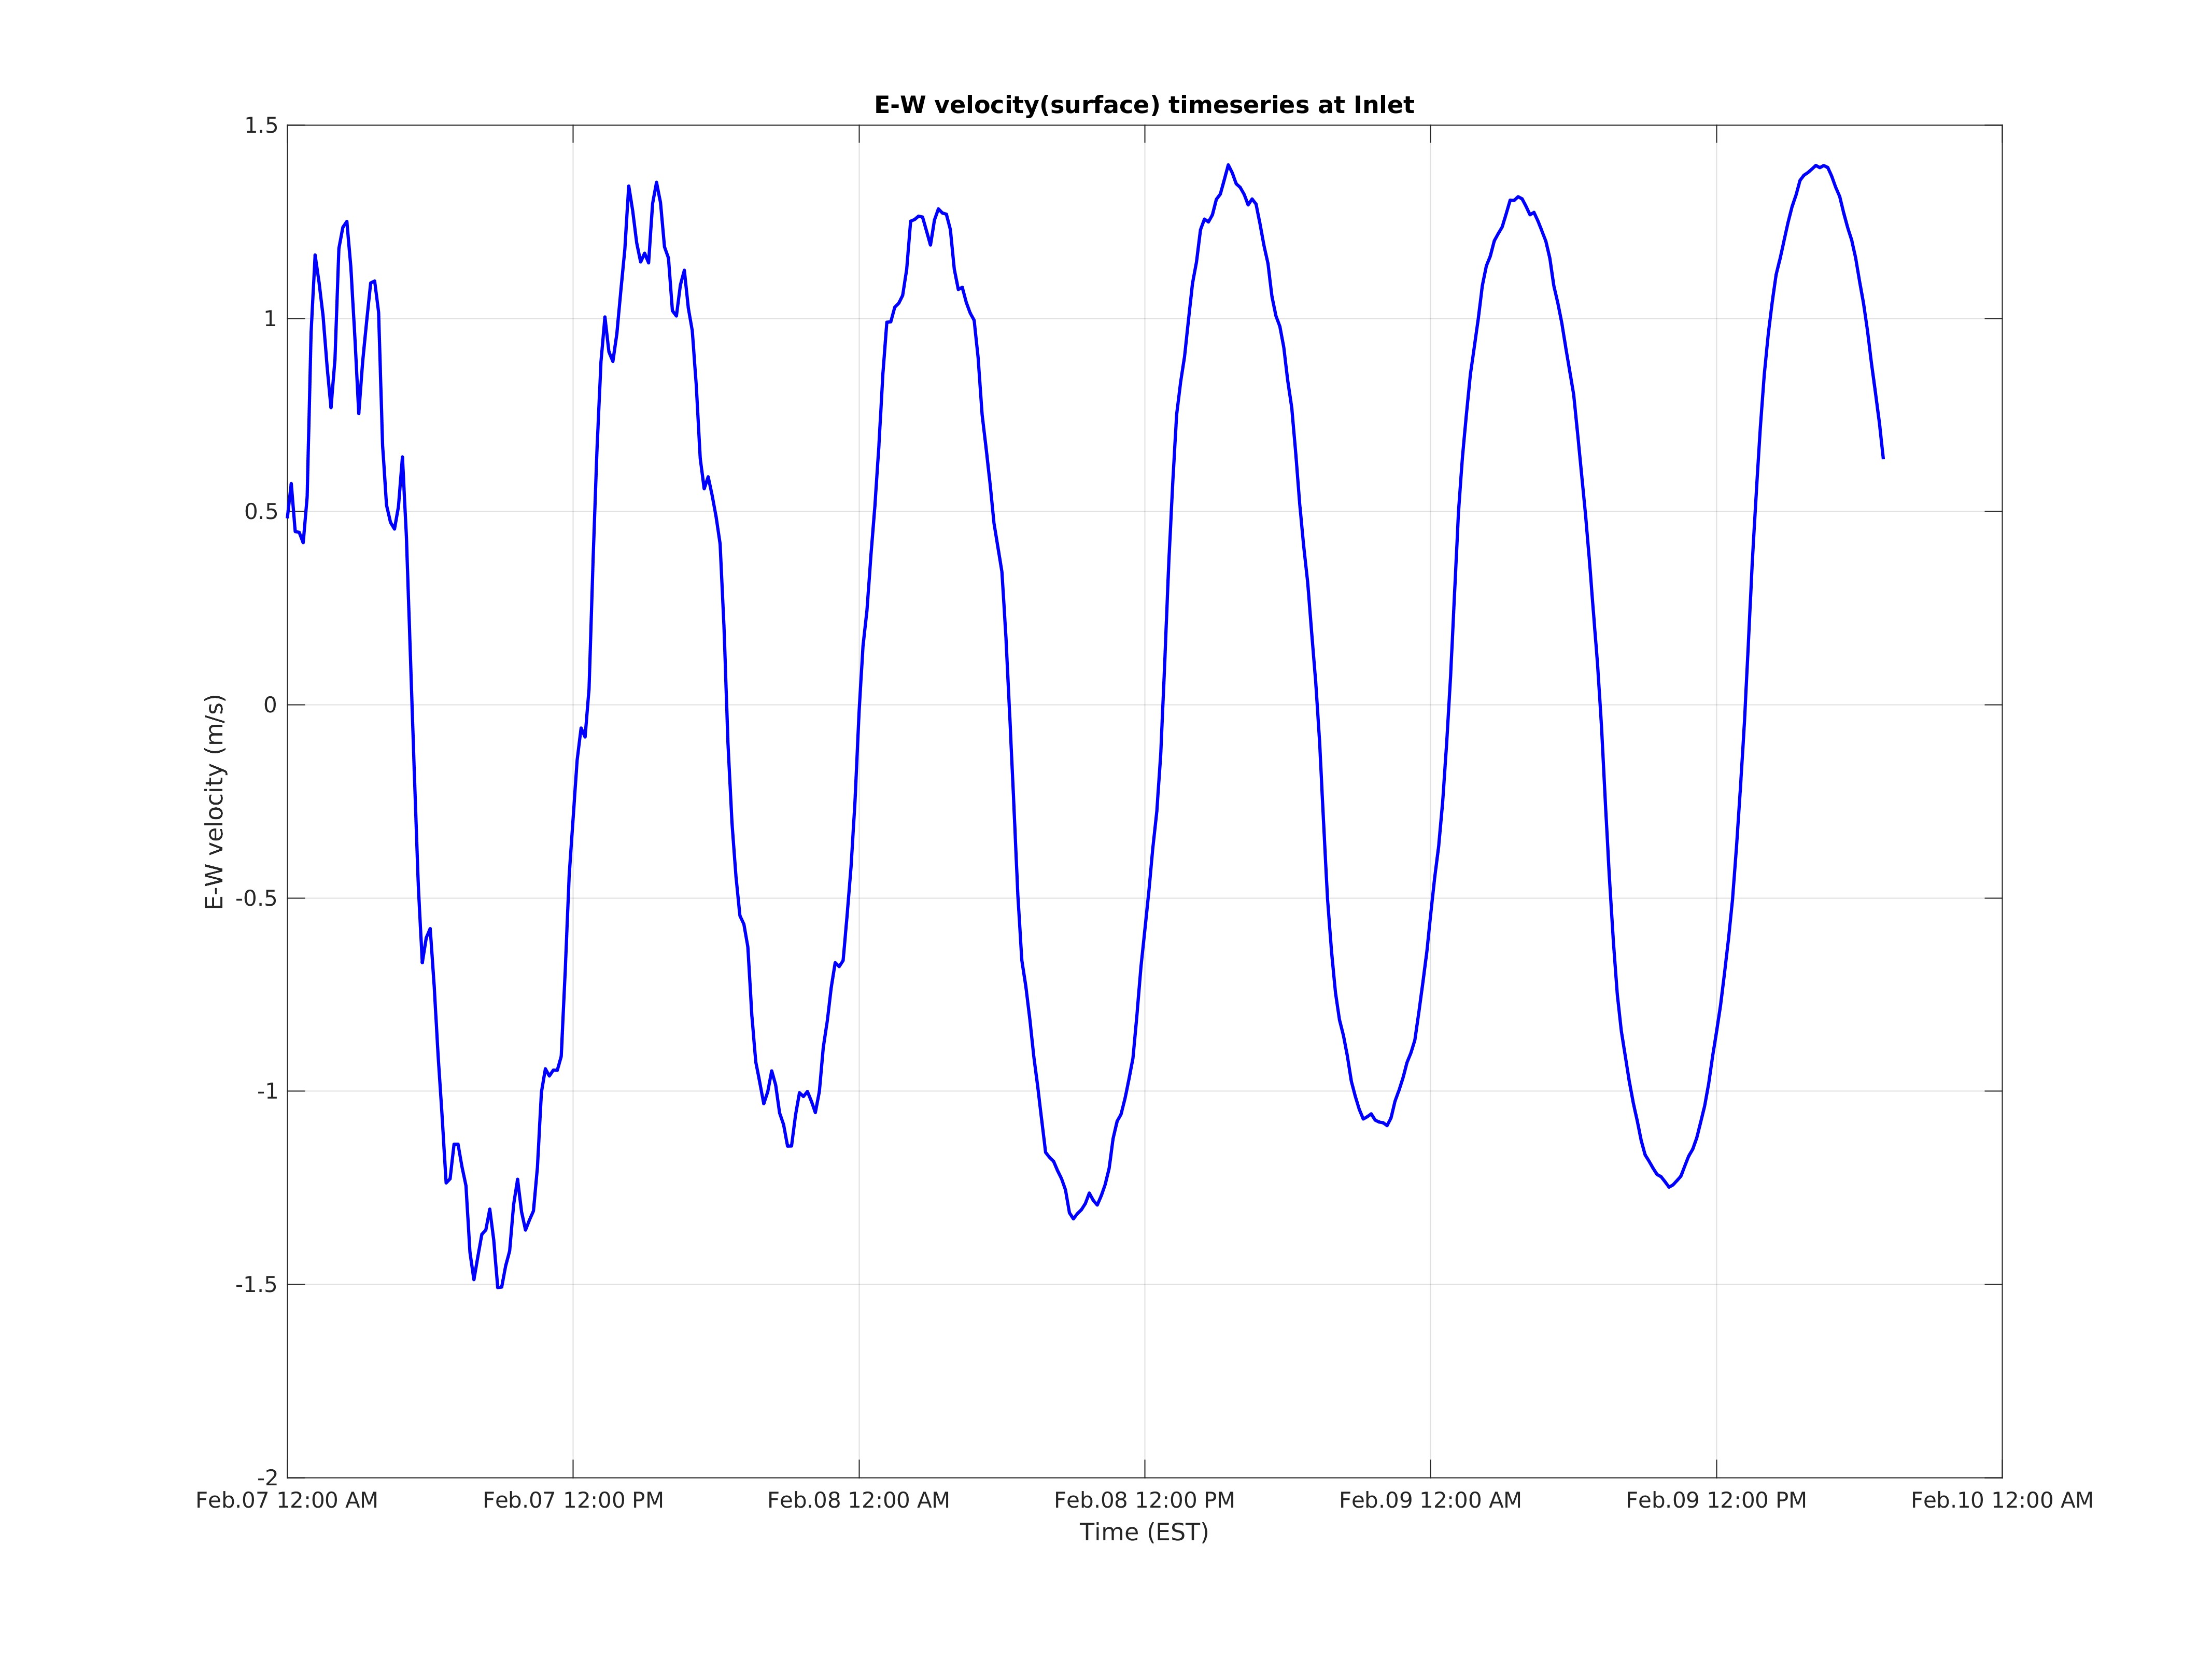 E-W velocity(surface) timeseries at Inlet
1.5
1
0.5
0
-0.5
-1
-1.5
-2
E-W velocity (m/s)
Feb.07 12:00 AM
Feb.07 12:00 PM
Feb.08 12:00 AM
Feb.08 12:00 PM
Feb.09 12:00 AM
Feb.09 12:00 PM
Feb.10 12:00 AM
Time (EST)